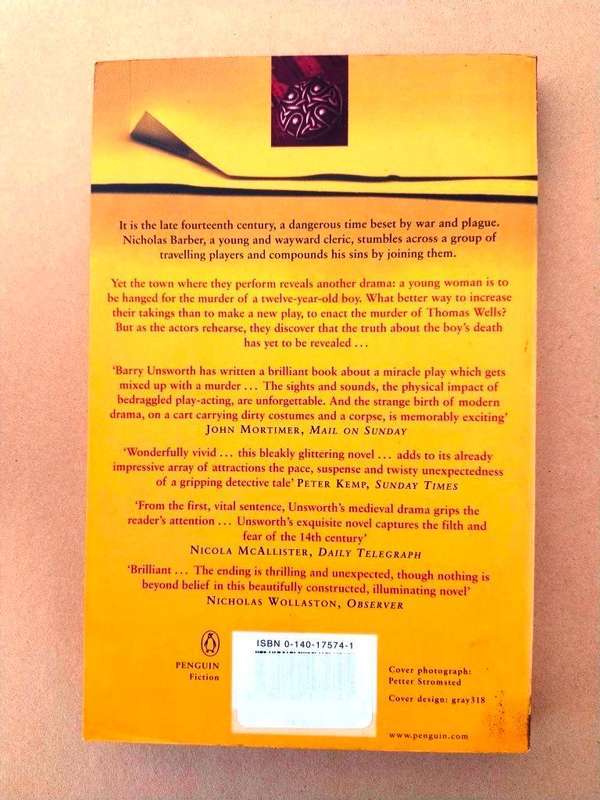 It is the late fourteenth century, a dangerous time beset by war and plague.
Nicholas Barber, a young and wayward cleric, stumbles across a group of
travelling players and compounds his sins by joining them.
Yet the town where they perform reveals another drama: a young woman is to
be hanged for the murder of a twelve-year-old boy. What better way to increase
their takings than to make a new play, to enact the murder of Thomas Wells?
But as the actors rehearse, they discover that the truth about the boy's death
has yet to be revealed ...
'Barry Unsworth has written a brilliant book about a miracle play which gets
mixed up with a murder ... The sights and sounds, the physical impact of
bedraggled play-acting, are unforgettable. And the strange birth of modern
drama, on a cart carrying dirty costumes and a corpse, is memorably exciting'
JOHN MORTIMER, MAIL ON SUNDAY
'Wonderfully vivid ... this bleakly glittering novel ... adds to its already
impressive array of attractions the pace, suspense and twisty unexpectedness
of a gripping detective tale' PETER KEMP, SUNDAY TIMES
'From the first, vital sentence, Unsworth's medieval drama grips the
reader's attention ... Unsworth's exquisite novel captures the filth and
fear of the 14th century'
NICOLA MCALLISTER, DAILY TELEGRAPH
'Brilliant ... The ending is thrilling and unexpected, though nothing is
beyond belief in this beautifully constructed, illuminating novel'
NICHOLAS WOLLASTON, OBSERVER
PENGUIN
Fiction
ISBN 0-140-17574-1
Cover photograph:
Petter Stromsted
Cover design: gray318
www.penguin.com